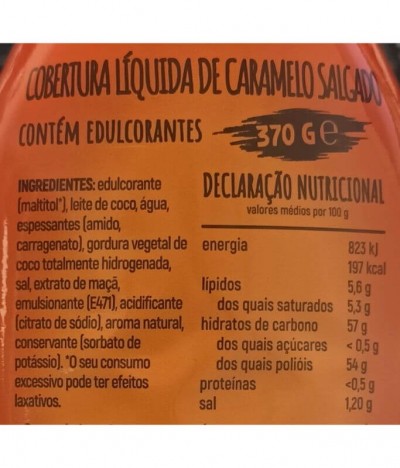 COBERTURA LÍQUIDA DE CARAMELO SALGADO
CONTÉM EDULCORANTES
370 G e
INGREDIENTES: edulcorante
(maltitol*), leite de coco, água,
espessantes (amido,
carragenato), gordura vegetal de
coco totalmente hidrogenada,
sal, extrato de maçã,
emulsionante (E471), acidificante
(citrato de sódio), aroma natural,
conservante (sorbato de
potássio). *O seu consumo
excessivo pode ter efeitos
laxativos.
DECLARAÇÃO NUTRICIONAL
valores médios por 100 g
energia 823 kJ
197 kcal
lípidos 5,6 g
dos quais saturados 5,3 g
hidratos de carbono 57 g
dos quais açúcares < 0,5 g
dos quais polióis 54 g
proteínas <0,5 g
sal 1,20 g